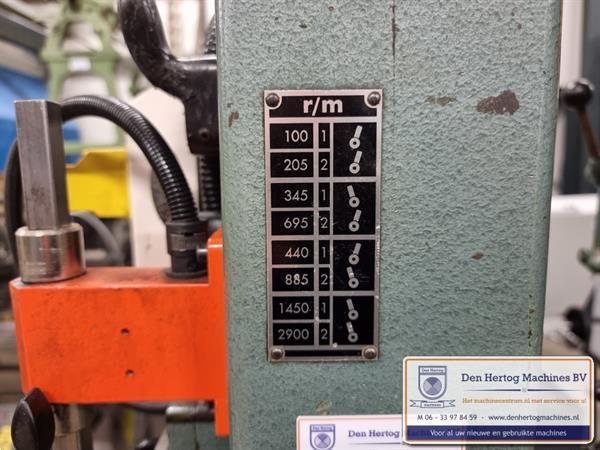 r/m
100 1
205 2
345 1
695 2
440 1
885 2
1450 1
2900 2
Den Hertog Machines BV
Het machinecentrum.nl met service voor u!
M 06 - 33 97 84 59 - www.denhertogmachines.nl
Voor al uw nieuwe en gebruikte machines
Den Hertog Machines BV